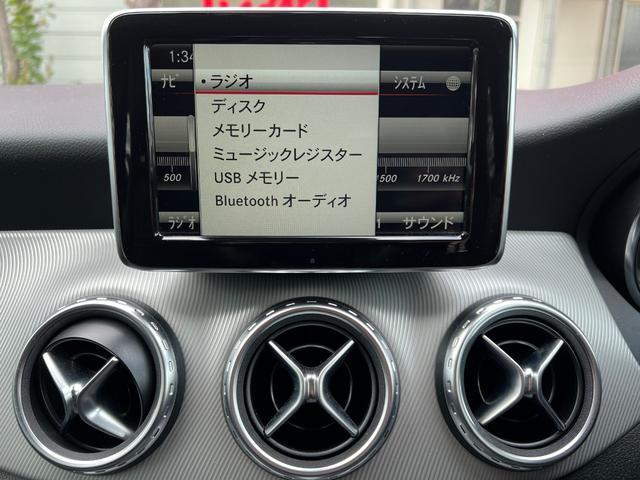 1:34
ﾅﾋﾞ
•ラジオ
ｼｽﾃﾑ
ディスク
メモリーカード
ミュージックレジスター
USB メモリー
500
1500
1700 kHz
Bluetooth オーディオ
ﾗｼﾞｵ
サウンド